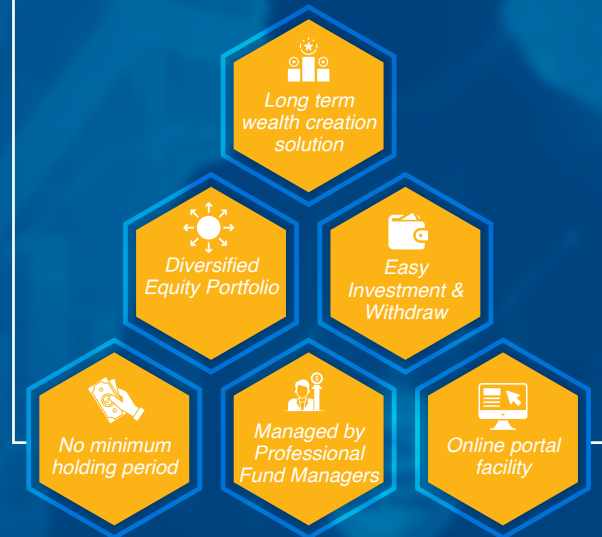 Long term
wealth creation
solution
Diversified
Equity Portfolio
Easy
Investment &
Withdraw
No minimum
holding period
Managed by
Professional
Fund Managers
Online portal
facility